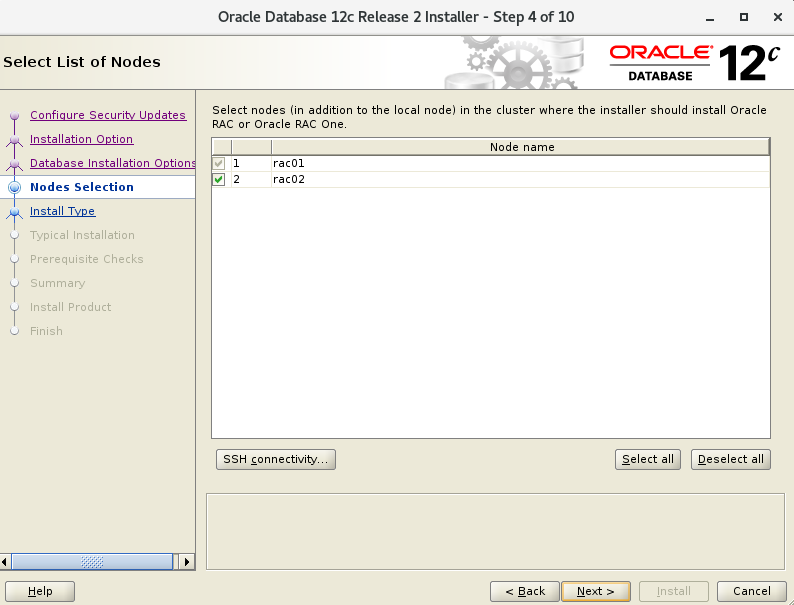 Oracle Database 12c Release 2 Installer - Step 4 of 10
Select List of Nodes
ORACLE
DATABASE
12c
Configure Security Updates
Installation Option
Database Installation Options
Nodes Selection
Install Type
Typical Installation
Prerequisite Checks
Summary
Install Product
Finish
Select nodes (in addition to the local node) in the cluster where the installer should install Oracle
RAC or Oracle RAC One.
Node name
1 rac01
2 rac02
SSH connectivity... Select all Deselect all
Help < Back Next > Install Cancel